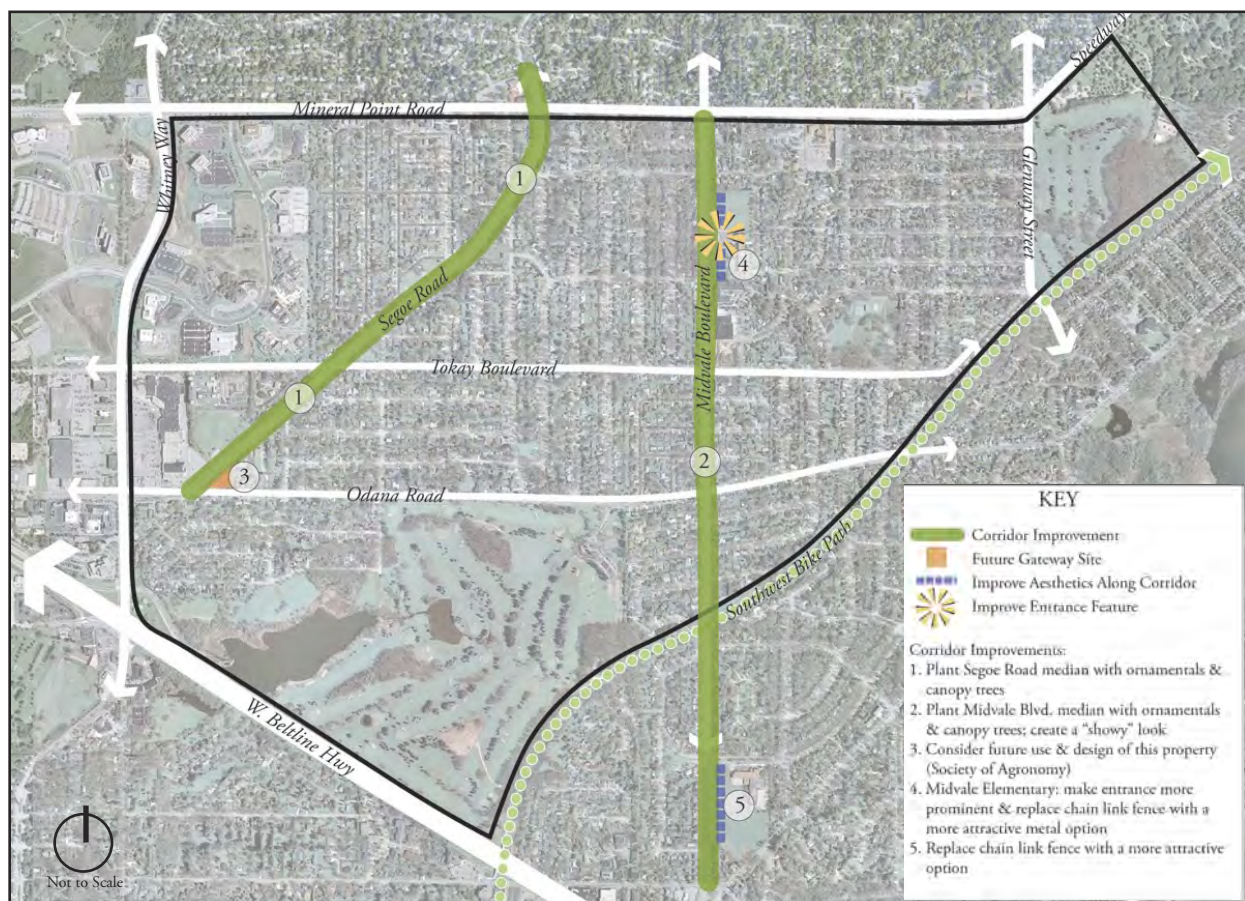 Speedway
Mineral Point Road
Whitney Way
Glenway Street
1
4
Segoe Road
Midvale Boulevard
Tokay Boulevard
1
2
3
Odana Road
Southwest Bike Path
W. Beltline Hwy
5
Not to Scale
KEY
Corridor Improvement
Future Gateway Site
Improve Aesthetics Along Corridor
Improve Entrance Feature
Corridor Improvements:
1. Plant Segoe Road median with ornamentals &
canopy trees
2. Plant Midvale Blvd. median with ornamentals
& canopy trees; create a "showy" look
3. Consider future use & design of this property
(Society of Agronomy)
4. Midvale Elementary: make entrance more
prominent & replace chain link fence with a
more attractive metal option
5. Replace chain link fence with a more attractive
option